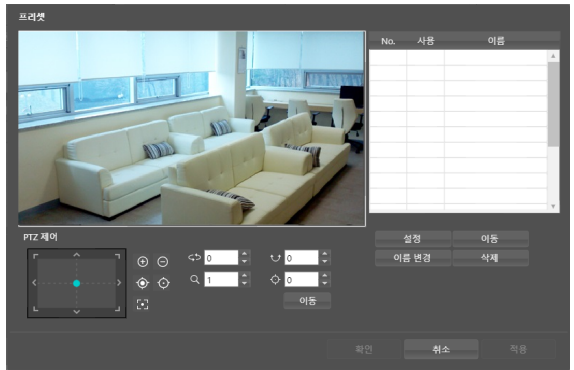 프리셋
No. 사용 이름
PTZ 제어
0 0
1 0
이동
설정 이동
이름 변경 삭제
확인 취소 적용